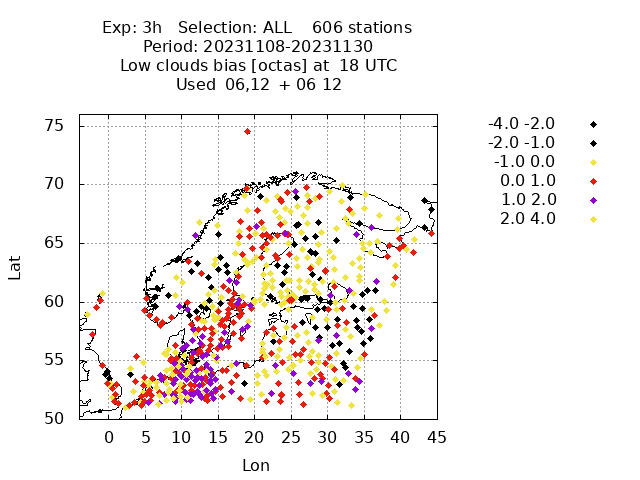 Exp: 3h   Selection: ALL    606 stations
Period: 20231108-20231130
Low clouds bias [octas] at  18 UTC
Used  06,12  + 06 12
75
70
65
60
55
50
Lat
0 5 10 15 20 25 30 35 40 45
Lon
-4.0 -2.0
-2.0 -1.0
-1.0 0.0
0.0 1.0
1.0 2.0
2.0 4.0